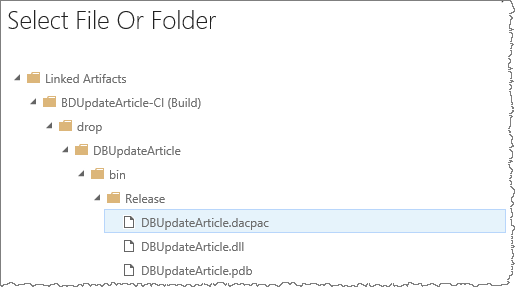 Select File Or Folder
Linked Artifacts
BDUpdateArticle-CI (Build)
drop
DBUpdateArticle
bin
Release
DBUpdateArticle.dacpac
DBUpdateArticle.dll
DBUpdateArticle.pdb